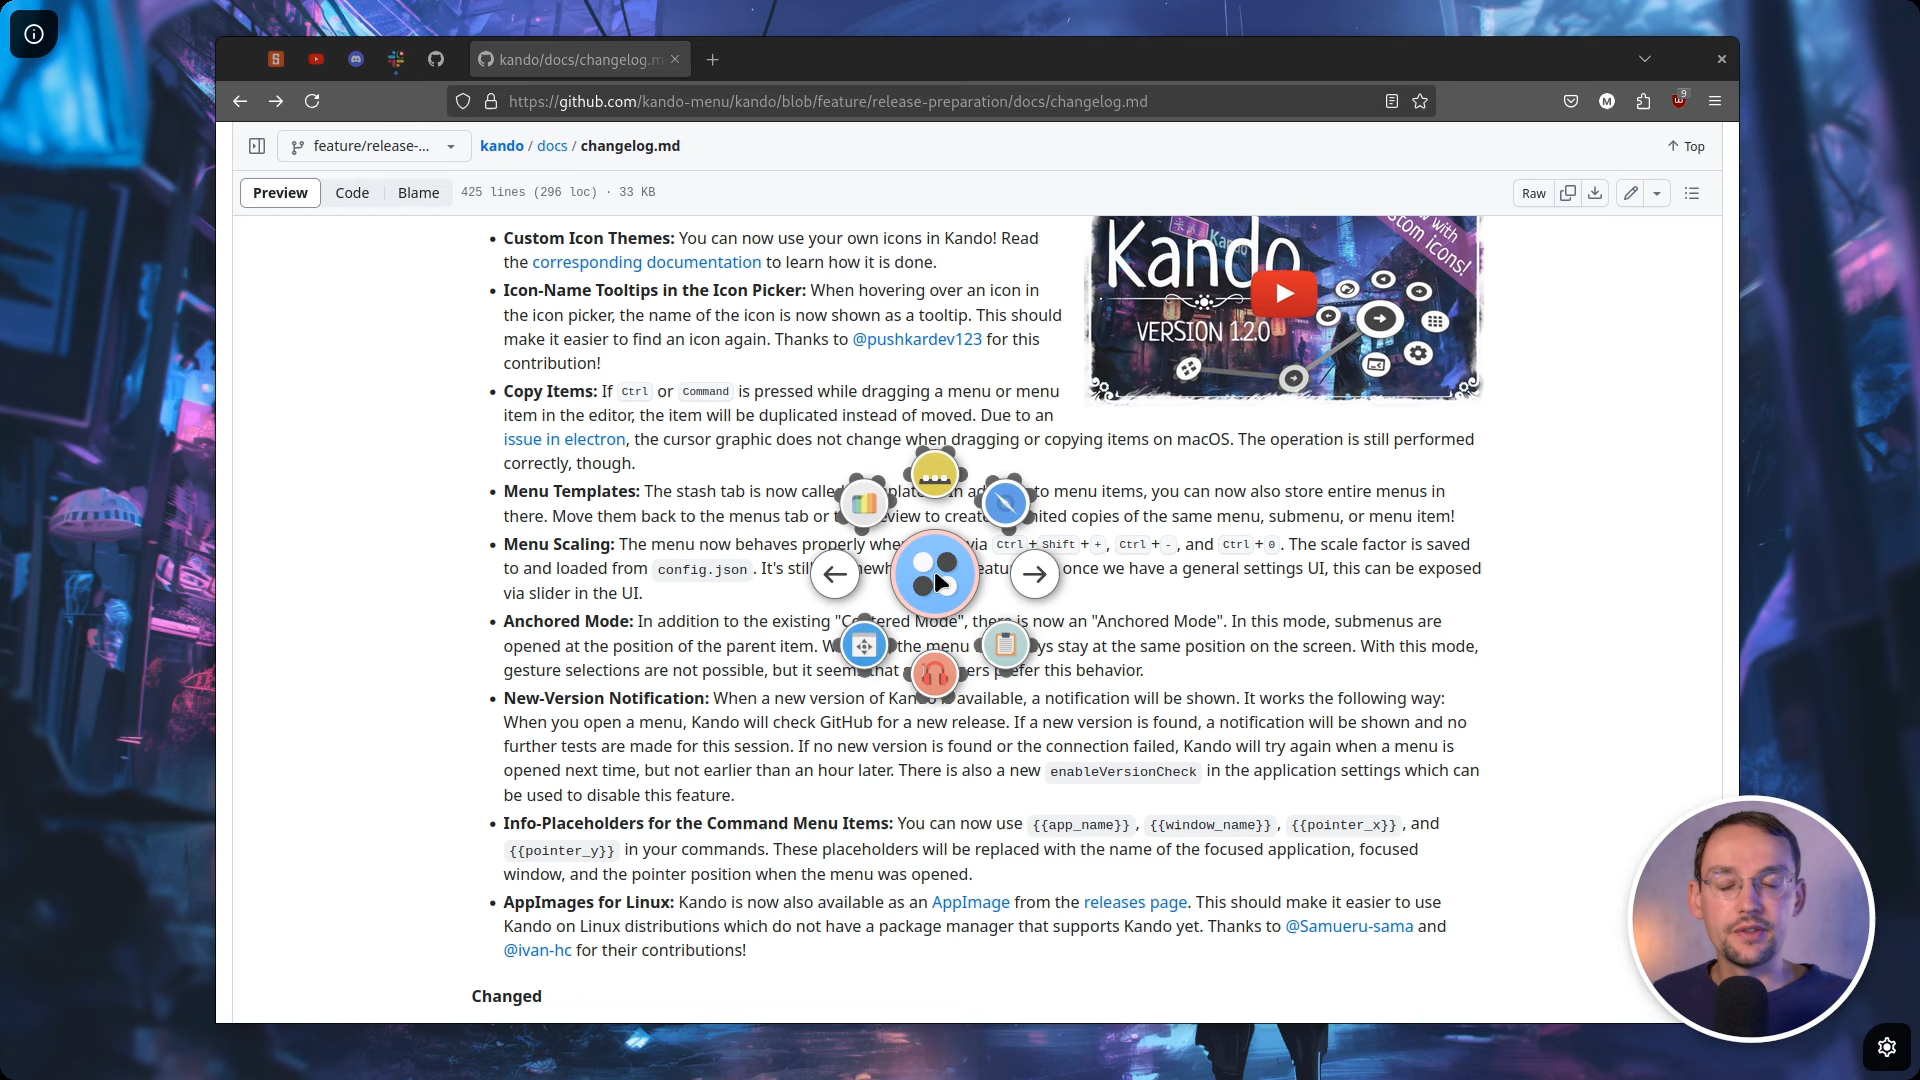 kando/docs/changelog.m
https://github.com/kando-menu/kando/blob/feature/release-preparation/docs/changelog.md
9
feature/release-...
kando / docs / changelog.md
Top
Preview
Code
Blame
425 lines (296 loc) · 33 KB
Raw
Custom Icon Themes: You can now use your own icons in Kando! Read
the corresponding documentation to learn how it is done.
Icon-Name Tooltips in the Icon Picker: When hovering over an icon in
the icon picker, the name of the icon is now shown as a tooltip. This should
make it easier to find an icon again. Thanks to @pushkardev123 for this
contribution!
Kando
VERSION 1.2.0
with
icons!
Copy Items: If Ctrl or Command is pressed while dragging a menu or menu
item in the editor, the item will be duplicated instead of moved. Due to an
issue in electron, the cursor graphic does not change when dragging or copying items on macOS. The operation is still performed
correctly, though.
Menu Templates: The stash tab is now to menu items, you can now also store entire menus in
there. Move them back to the menus tab or copies of the same menu, submenu, or menu item!
Menu Scaling: The menu now behaves properly via Ctrl+Shift++, Ctrl+-, and Ctrl+0. The scale factor is saved
to and loaded from config.json. It's once we have a general settings UI, this can be exposed
via slider in the UI.
Anchored Mode: In addition to the existing Mode", there is now an "Anchored Mode". In this mode, submenus are
opened at the position of the parent item. the menu stay at the same position on the screen. With this mode,
gesture selections are not possible, but it seems that prefer this behavior.
New-Version Notification: When a new version of Kando is available, a notification will be shown. It works the following way:
When you open a menu, Kando will check GitHub for a new release. If a new version is found, a notification will be shown and no
further tests are made for this session. If no new version is found or the connection failed, Kando will try again when a menu is
opened next time, but not earlier than an hour later. There is also a new enableVersionCheck in the application settings which can
be used to disable this feature.
Info-Placeholders for the Command Menu Items: You can now use {{app_name}}, {{window_name}}, {{pointer_x}}, and
{{pointer_y}} in your commands. These placeholders will be replaced with the name of the focused application, focused
window, and the pointer position when the menu was opened.
AppImages for Linux: Kando is now also available as an AppImage from the releases page. This should make it easier to use
Kando on Linux distributions which do not have a package manager that supports Kando yet. Thanks to @Samueru-sama and
@ivan-hc for their contributions!
Changed